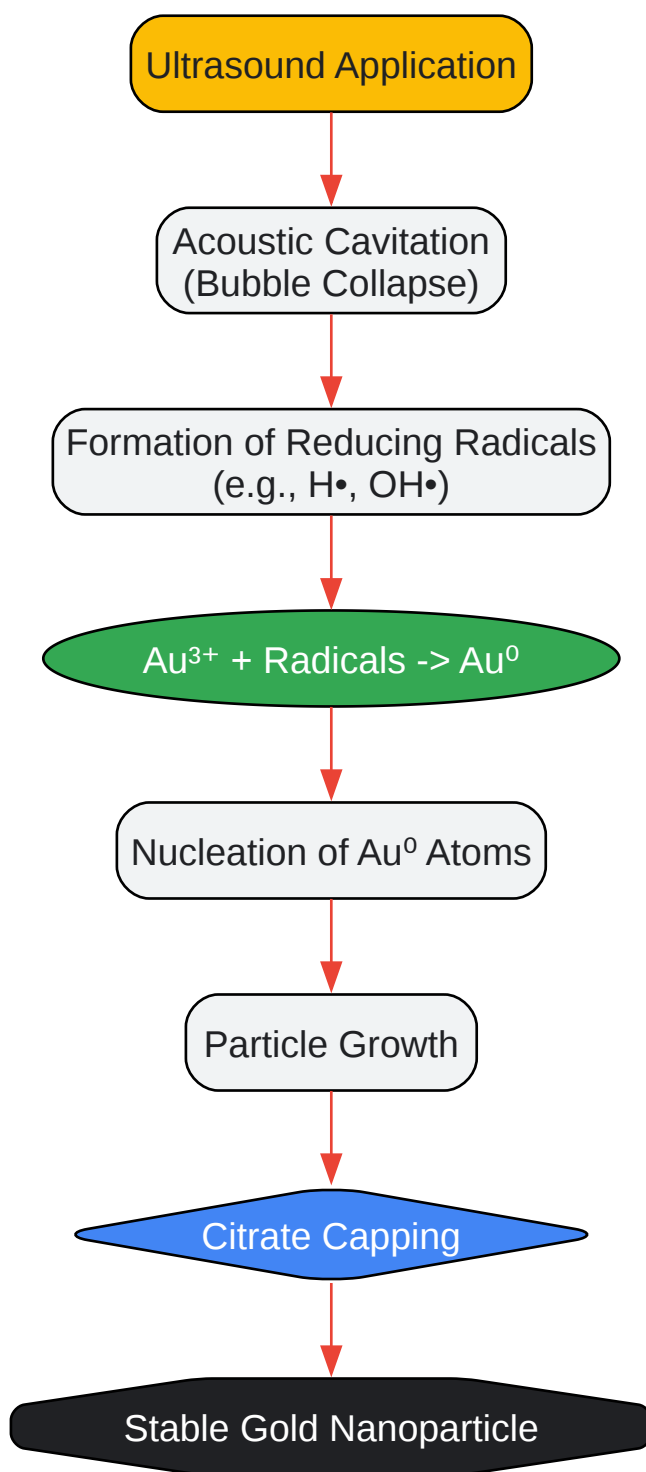 Ultrasound Application
Acoustic Cavitation
(Bubble Collapse)
Formation of Reducing Radicals
(e.g., H•, OH•)
Au³⁺ + Radicals -> Au⁰
Nucleation of Au⁰ Atoms
Particle Growth
Citrate Capping
Stable Gold Nanoparticle